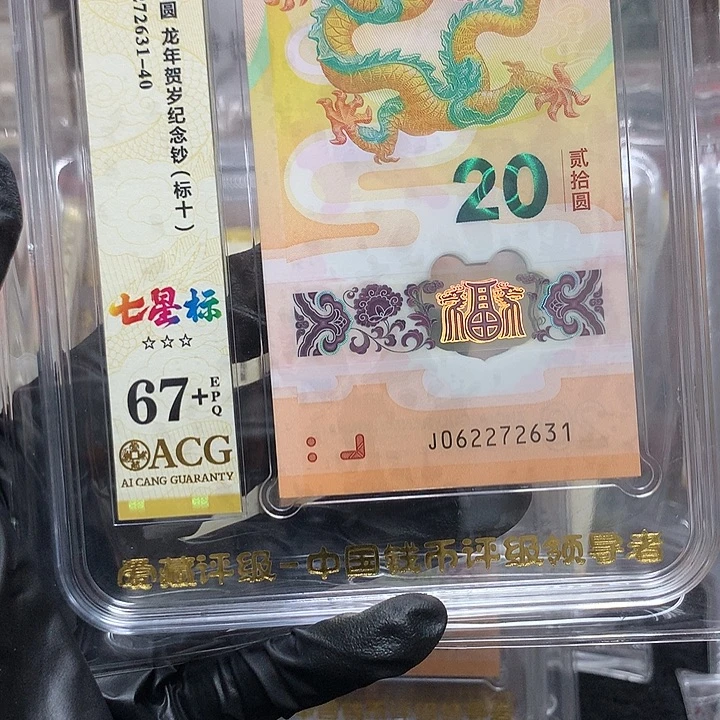 圆 龙年贺岁纪念钞(标十)
72631-40
七星标
☆☆☆
67+
EPQ
ACG
AI CANG GUARANTY
20
贰拾圆
福
J062272631
爱藏评级-中国钱币评级领导者